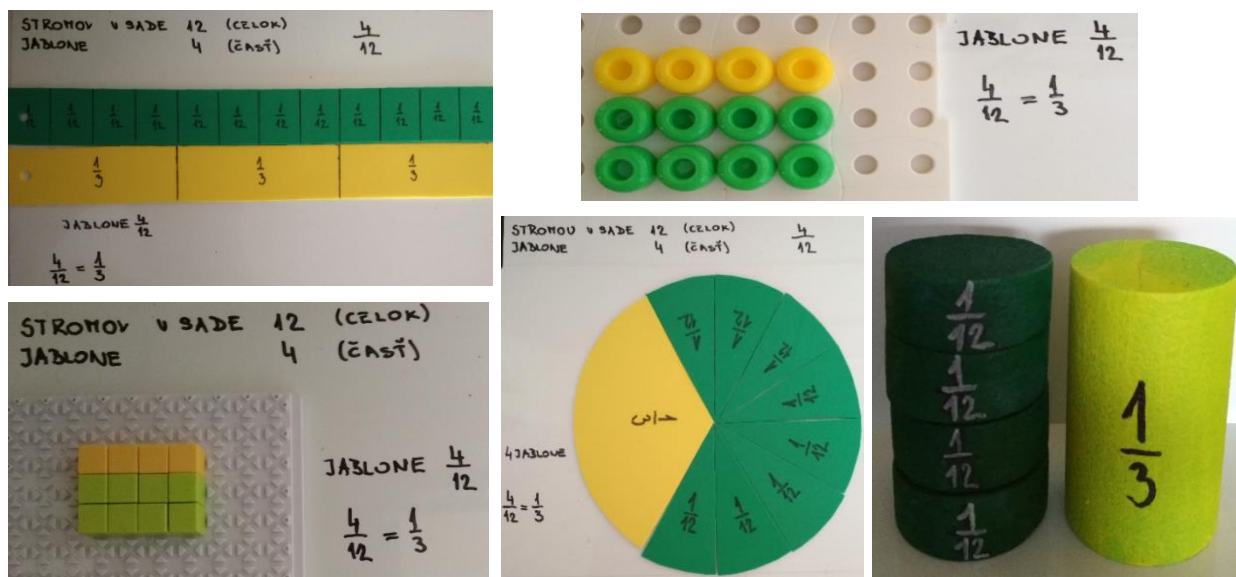 STROMOV V SADE 12 (CELOK) 4/12
JABLONE 4 (ČASŤ)
1/12 1/12 1/12 1/12 1/12 1/12 1/12 1/12 1/12 1/12 1/12 1/12
1/3 1/3 1/3
JABLONE 4/12
4/12 = 1/3
JABLONE 4/12
4/12 = 1/3
STROMOV V SADE 12 (CELOK)
JABLONE 4 (ČASŤ)
JABLONE 4/12
4/12 = 1/3
STROMOV V SADE 12 (CELOK) 4/12
JABLONE 4 (ČASŤ)
1/12 1/12
1/12
1/12
1/3
1/12
4 JABLONE
1/12
1/12 1/12
4/12 = 1/3
1/12
1/12
1/12
1/12
1/3